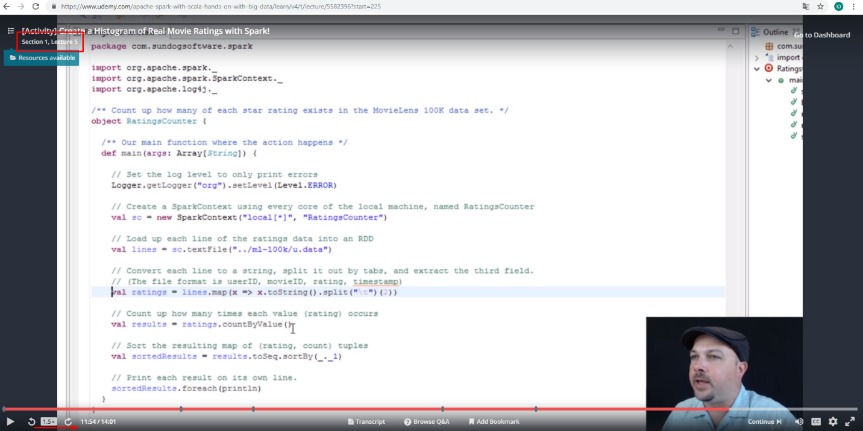 https://www.udemy.com/apache-spark-with-scala-hands-on-with-big-data/learn/v4/t/lecture/5582396?start=225
[Activity] Create a Histogram of Real Movie Ratings with Spark!
Section 1, Lecture 5
Go to Dashboard
Resources available
Outline
package com.sundogsoftware.spark
com.su
import org.apache.spark._
import
import org.apache.spark.SparkContext._
Ratings
import org.apache.log4j._
/** Count up how many of each star rating exists in the MovieLens 100K data set. */
object RatingsCounter {
/** Our main function where the action happens */
def main(args: Array[String]) {
// Set the log level to only print errors
Logger.getLogger("org").setLevel(Level.ERROR)
// Create a SparkContext using every core of the local machine, named RatingsCounter
val sc = new SparkContext("local[*]", "RatingsCounter")
// Load up each line of the ratings data into an RDD
val lines = sc.textFile("../ml-100k/u.data")
// Convert each line to a string, split it out by tabs, and extract the third field.
// (The file format is userID, movieID, rating, timestamp)
val ratings = lines.map(x => x.toString().split("\t")(2))
// Count up how many times each value (rating) occurs
val results = ratings.countByValue()
// Sort the resulting map of (rating, count) tuples
val sortedResults = results.toSeq.sortBy(_._1)
// Print each result on its own line.
sortedResults.foreach(println)
}
1.5×
11:54 / 14:01
Transcript
Browse Q&A
Add Bookmark
Continue